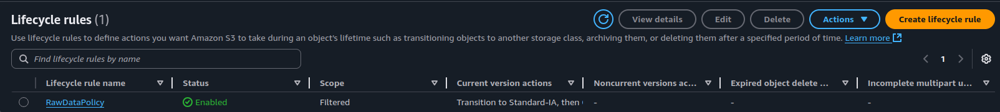 Lifecycle rules (1)
View details
Edit
Delete
Actions
Create lifecycle rule
Use lifecycle rules to define actions you want Amazon S3 to take during an object's lifetime such as transitioning objects to another storage class, archiving them, or deleting them after a specified period of time. Learn more
Find lifecycle rules by name
1
Lifecycle rule name
Status
Scope
Current version actions
Noncurrent versions ac...
Expired object delete ...
Incomplete multipart u...
RawDataPolicy
Enabled
Filtered
Transition to Standard-IA, then
-
-
-